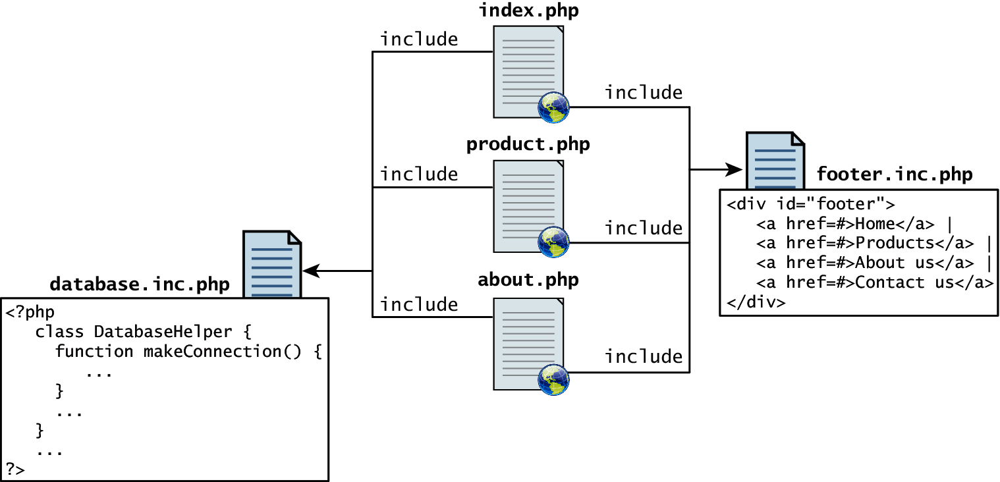 index.php
include
include
product.php
include
include
about.php
include
include
database.inc.php
<?php
   class DatabaseHelper {
     function makeConnection() {
        ...
     }
     ...
   }
   ...
?>
footer.inc.php
<div id="footer">
   <a href=#>Home</a> |
   <a href=#>Products</a> |
   <a href=#>About us</a> |
   <a href=#>Contact us</a>
</div>